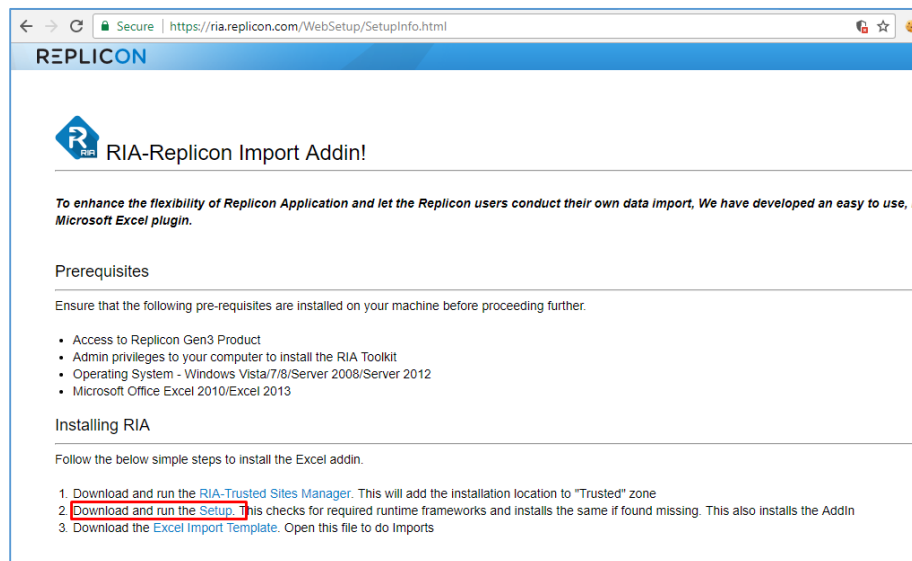 Secure | https://ria.replicon.com/WebSetup/SetupInfo.html
REPLICON
R
RIA
RIA-Replicon Import Addin!
To enhance the flexibility of Replicon Application and let the Replicon users conduct their own data import, We have developed an easy to use,
Microsoft Excel plugin.
Prerequisites
Ensure that the following pre-requisites are installed on your machine before proceeding further.
• Access to Replicon Gen3 Product
• Admin privileges to your computer to install the RIA Toolkit
• Operating System - Windows Vista/7/8/Server 2008/Server 2012
• Microsoft Office Excel 2010/Excel 2013
Installing RIA
Follow the below simple steps to install the Excel addin.
1. Download and run the RIA-Trusted Sites Manager. This will add the installation location to "Trusted" zone
2. Download and run the Setup. This checks for required runtime frameworks and installs the same if found missing. This also installs the AddIn
3. Download the Excel Import Template. Open this file to do Imports